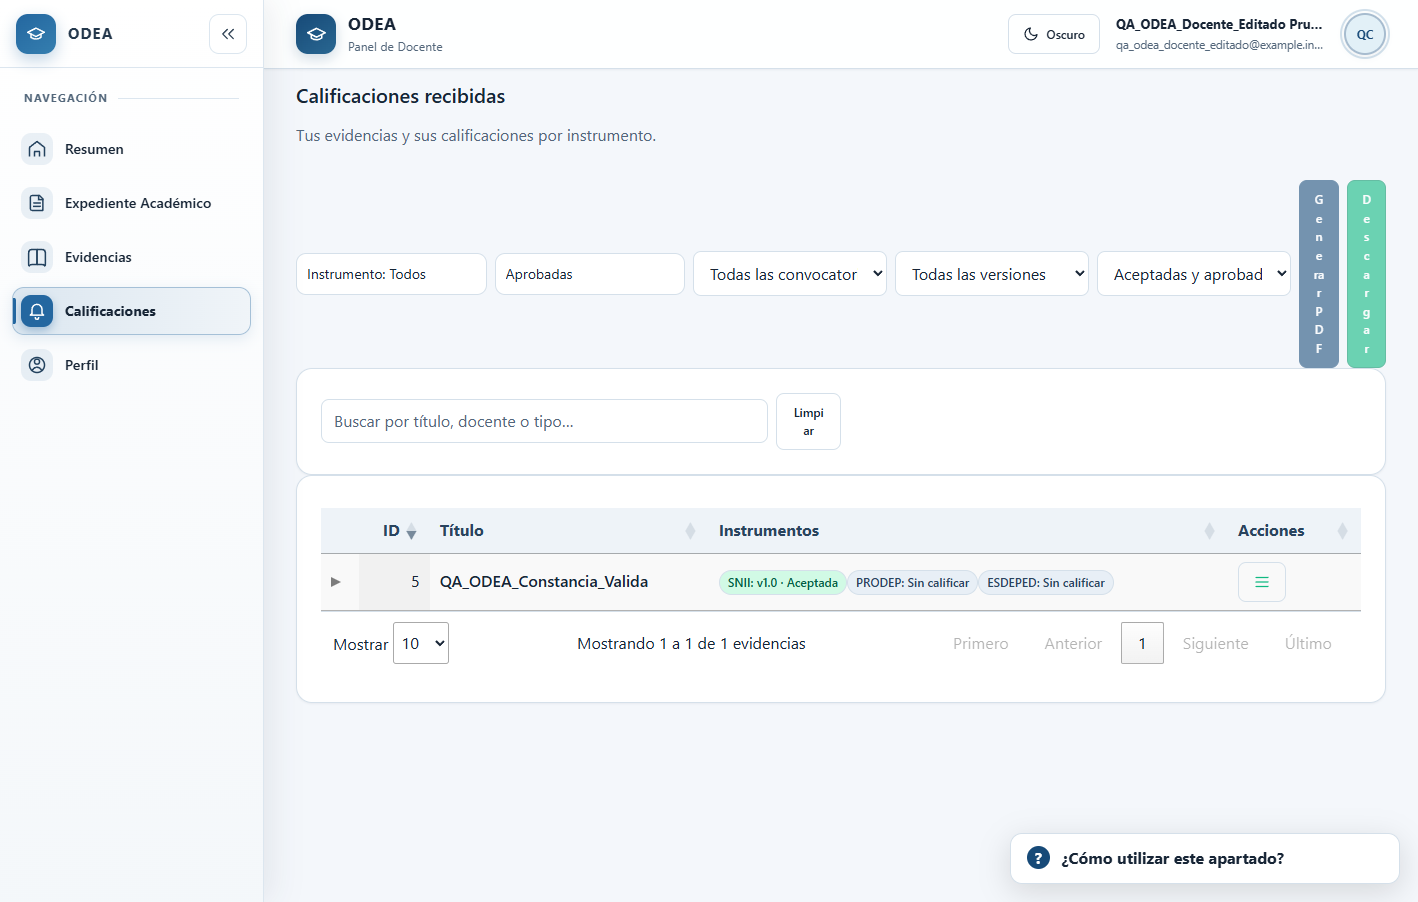 ODEA
NAVEGACIÓN
Resumen
Expediente Académico
Evidencias
Calificaciones
Perfil
ODEA
Panel de Docente
Oscuro
QA_ODEA_Docente_Editado Pru...
qa_odea_docente_editado@example.in...
QC
Calificaciones recibidas
Tus evidencias y sus calificaciones por instrumento.
Instrumento: Todos
Aprobadas
Todas las convocator
Todas las versiones
Aceptadas y aprobad
G
e
n
e
ra
r
P
D
F
D
e
s
c
a
r
g
a
r
Buscar por título, docente o tipo...
Limpi
ar
ID Título Instrumentos Acciones
5 QA_ODEA_Constancia_Valida SNII: v1.0 · Aceptada PRODEP: Sin calificar ESDEPED: Sin calificar
Mostrar 10 Mostrando 1 a 1 de 1 evidencias Primero Anterior 1 Siguiente Último
? ¿Cómo utilizar este apartado?